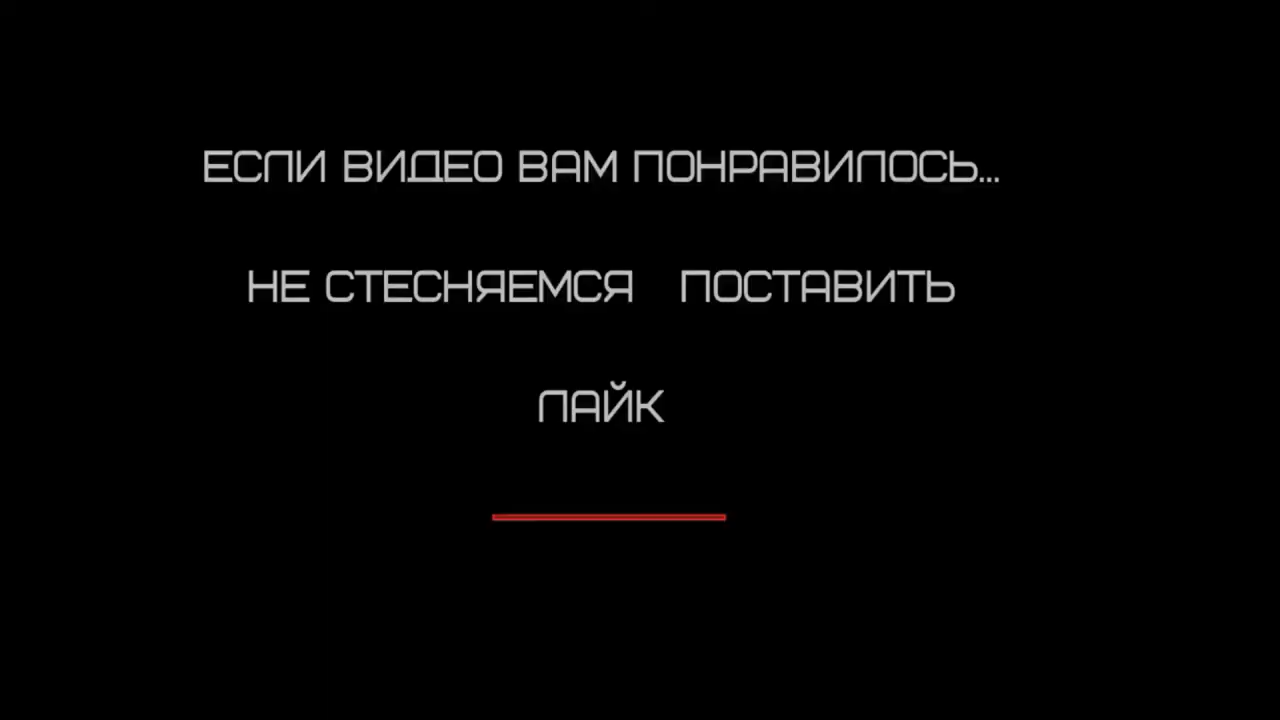 ЕСЛИ ВИДЕО ВАМ ПОНРАВИЛОСЬ...
НЕ СТЕСНЯЕМСЯ ПОСТАВИТЬ
ЛАЙК